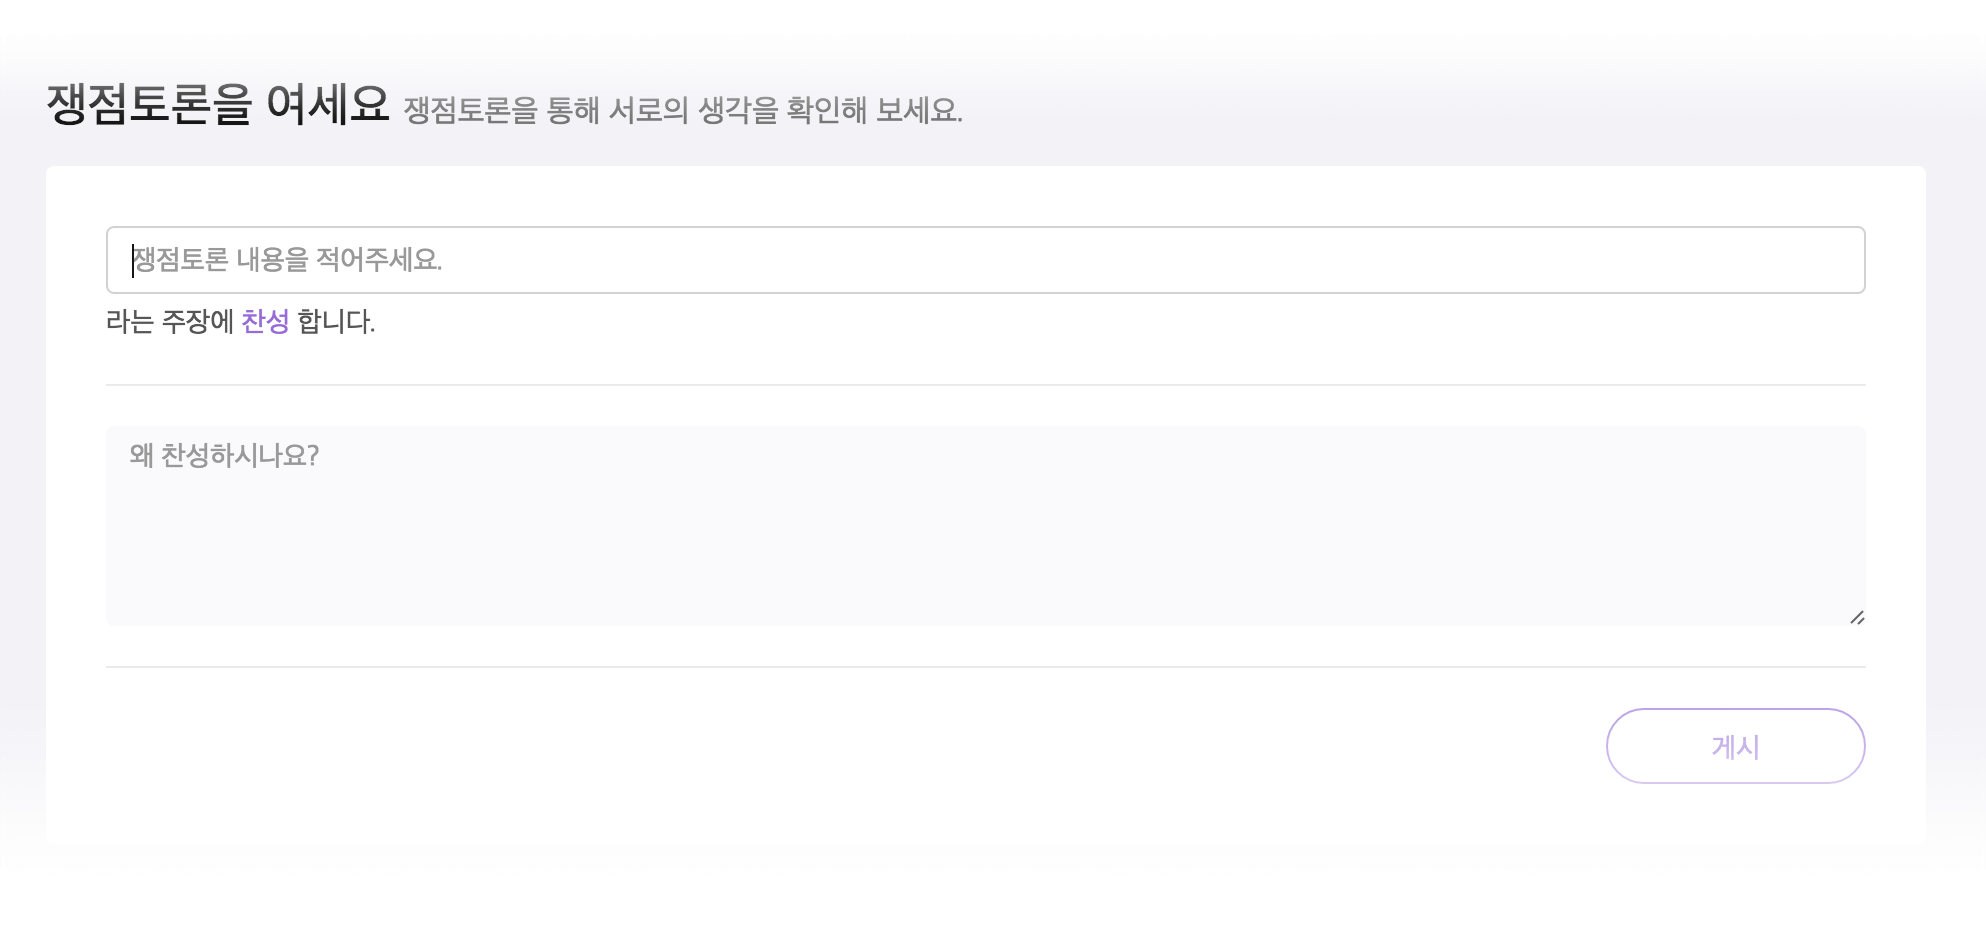 쟁점토론을 여세요 쟁점토론을 통해 서로의 생각을 확인해 보세요.
쟁점토론 내용을 적어주세요.
라는 주장에 찬성 합니다.
왜 찬성하시나요?
게시